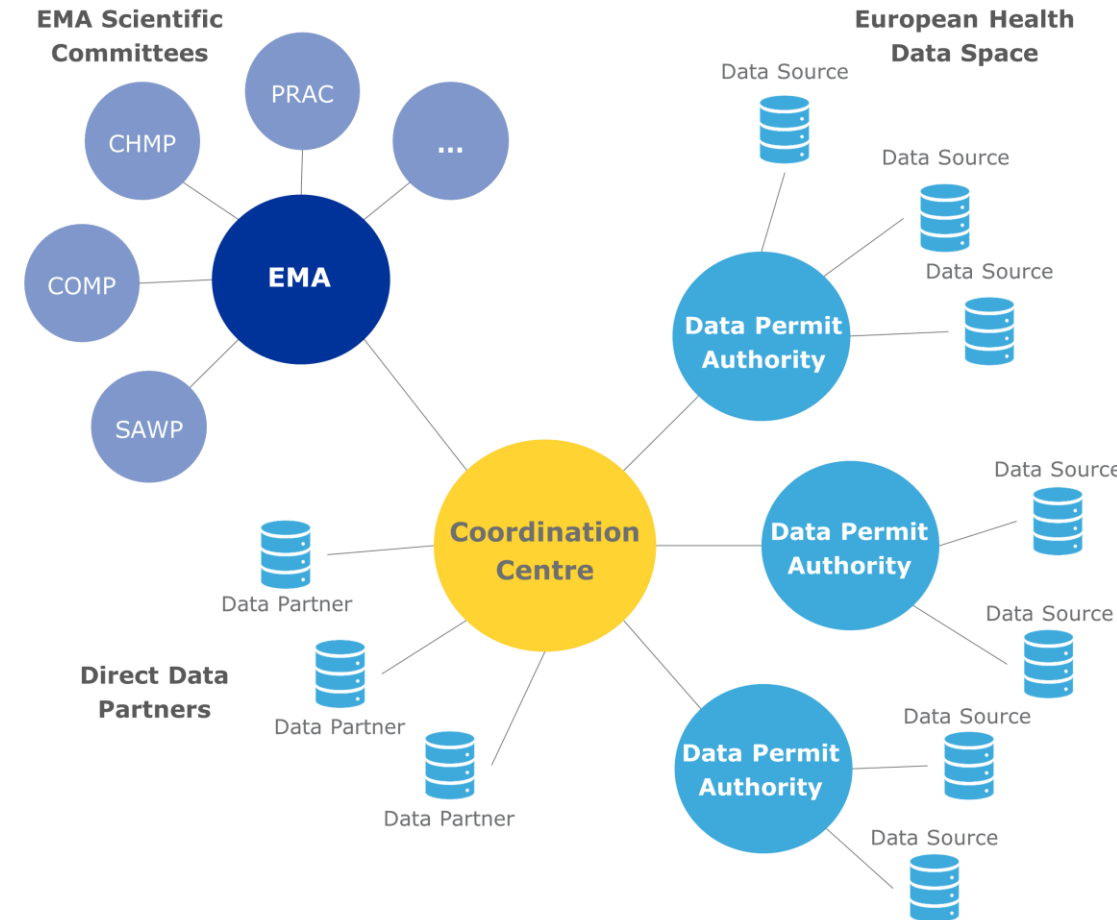 EMA Scientific
Committees
PRAC
CHMP
...
COMP
EMA
SAWP
European Health
Data Space
Data Source
Data Source
Data Source
Data Permit
Authority
Coordination
Centre
Data Permit
Authority
Data Source
Data Source
Data Permit
Authority
Data Source
Data Source
Direct Data
Partners
Data Partner
Data Partner
Data Partner